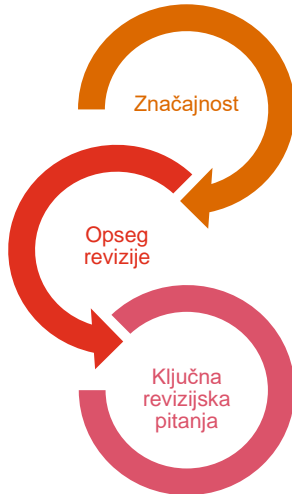 Značajnost
Opseg
revizije
Ključna
revizijska
pitanja